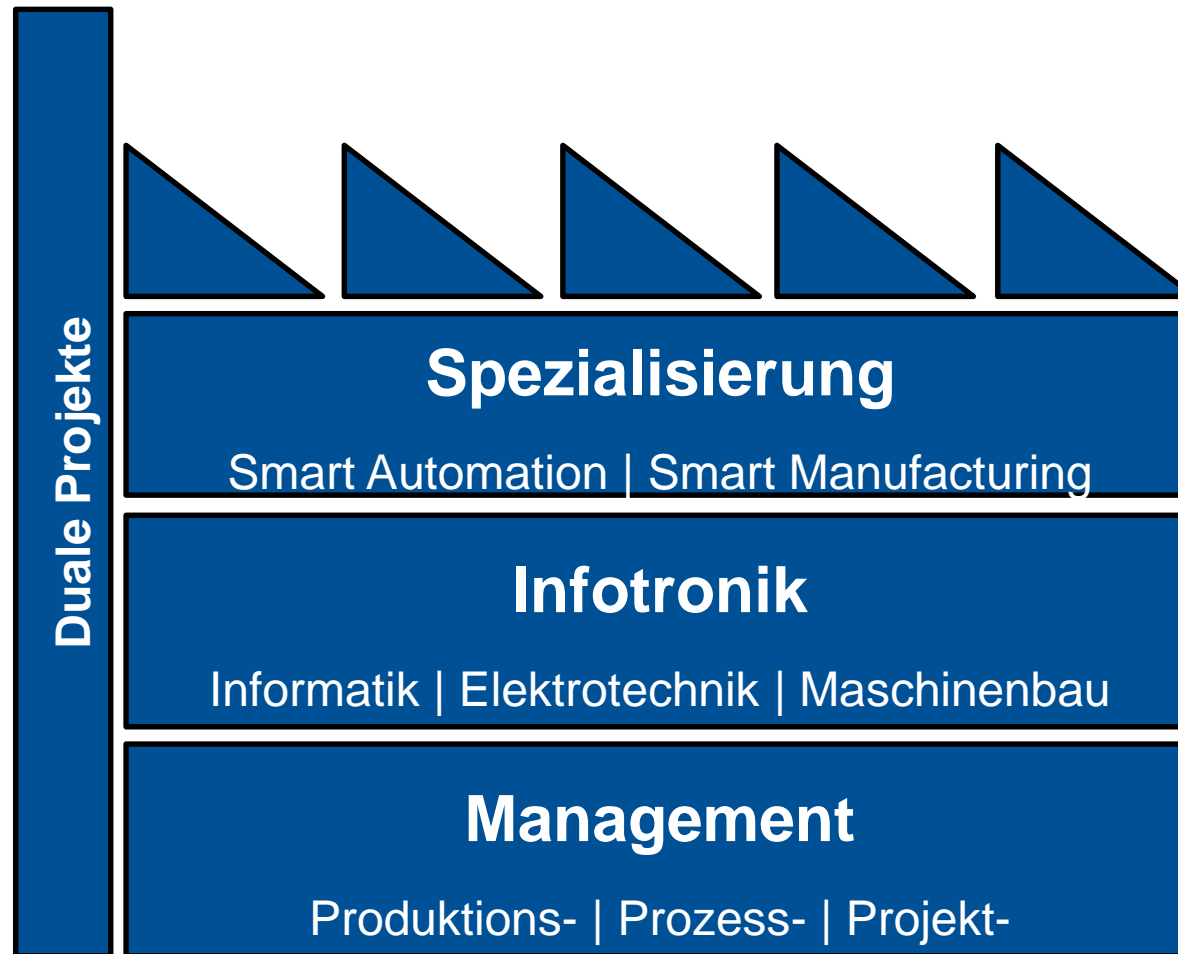 Duale Projekte
Spezialisierung
Smart Automation | Smart Manufacturing
Infotronik
Informatik | Elektrotechnik | Maschinenbau
Management
Produktions- | Prozess- | Projekt-